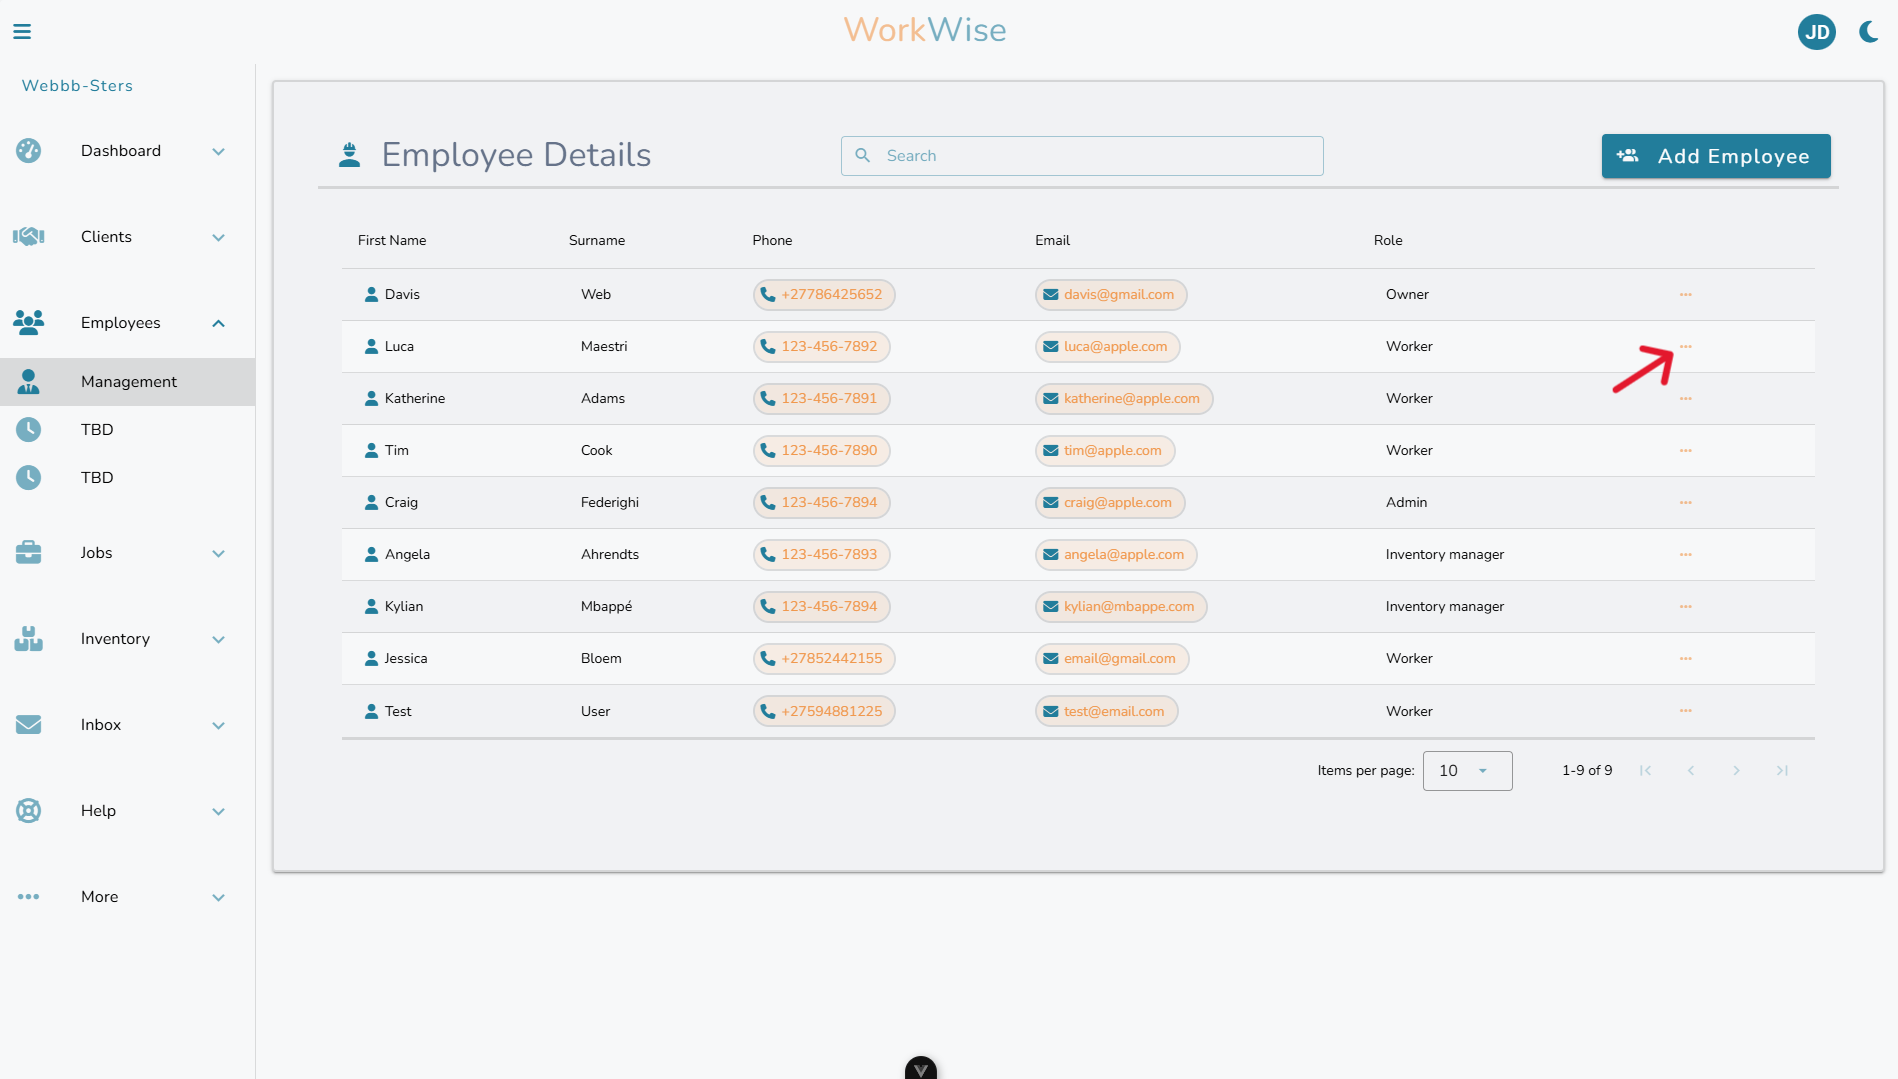 WorkWise
JD
Webbb-Sters
Dashboard
Clients
Employees
Management
TBD
TBD
Jobs
Inventory
Inbox
Help
More
Employee Details
Search
Add Employee
First Name Surname Phone Email Role
Davis Web +27786425652 davis@gmail.com Owner
Luca Maestri 123-456-7892 luca@apple.com Worker
Katherine Adams 123-456-7891 katherine@apple.com Worker
Tim Cook 123-456-7890 tim@apple.com Worker
Craig Federighi 123-456-7894 craig@apple.com Admin
Angela Ahrendts 123-456-7893 angela@apple.com Inventory manager
Kylian Mbappé 123-456-7894 kylian@mbappe.com Inventory manager
Jessica Bloem +27852442155 email@gmail.com Worker
Test User +27594881225 test@email.com Worker
Items per page: 10 1-9 of 9